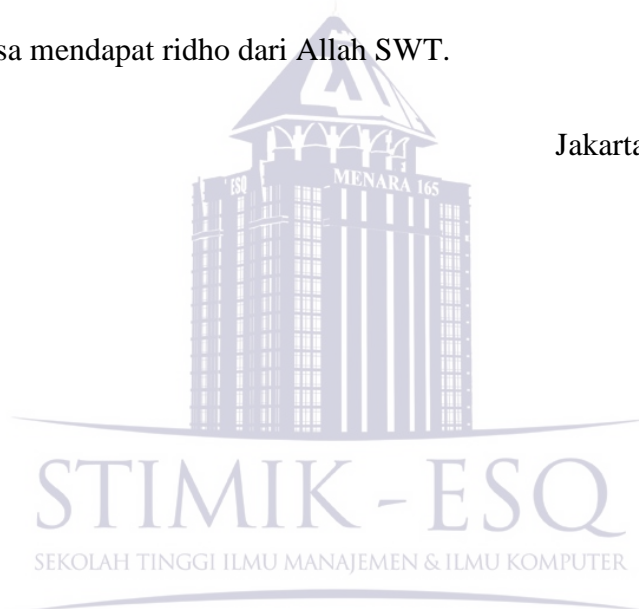 sa mendapat ridho dari Allah SWT.
Jakarta
ESQ
MENARA 165
STIMIK - ESQ
SEKOLAH TINGGI ILMU MANAJEMEN & ILMU KOMPUTER